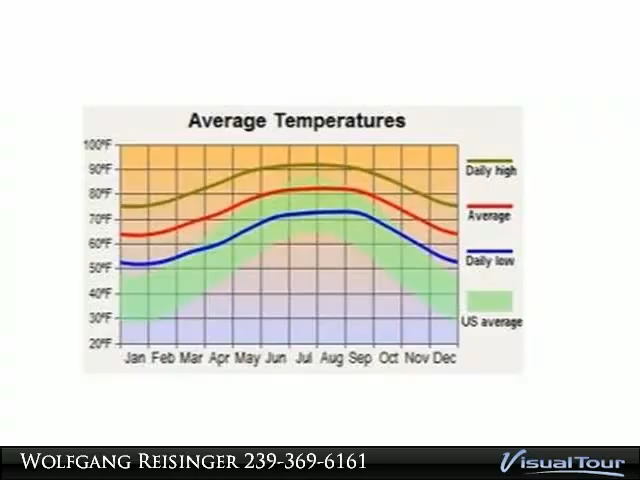 Average Temperatures
100°F
90°F
80°F
70°F
60°F
50°F
40°F
30°F
20°F
Jan Feb Mar Apr May Jun Jul Aug Sep Oct Nov Dec
Daily high
Average
Daily low
US average
Wolfgang Reisinger 239-369-6161
VisualTour